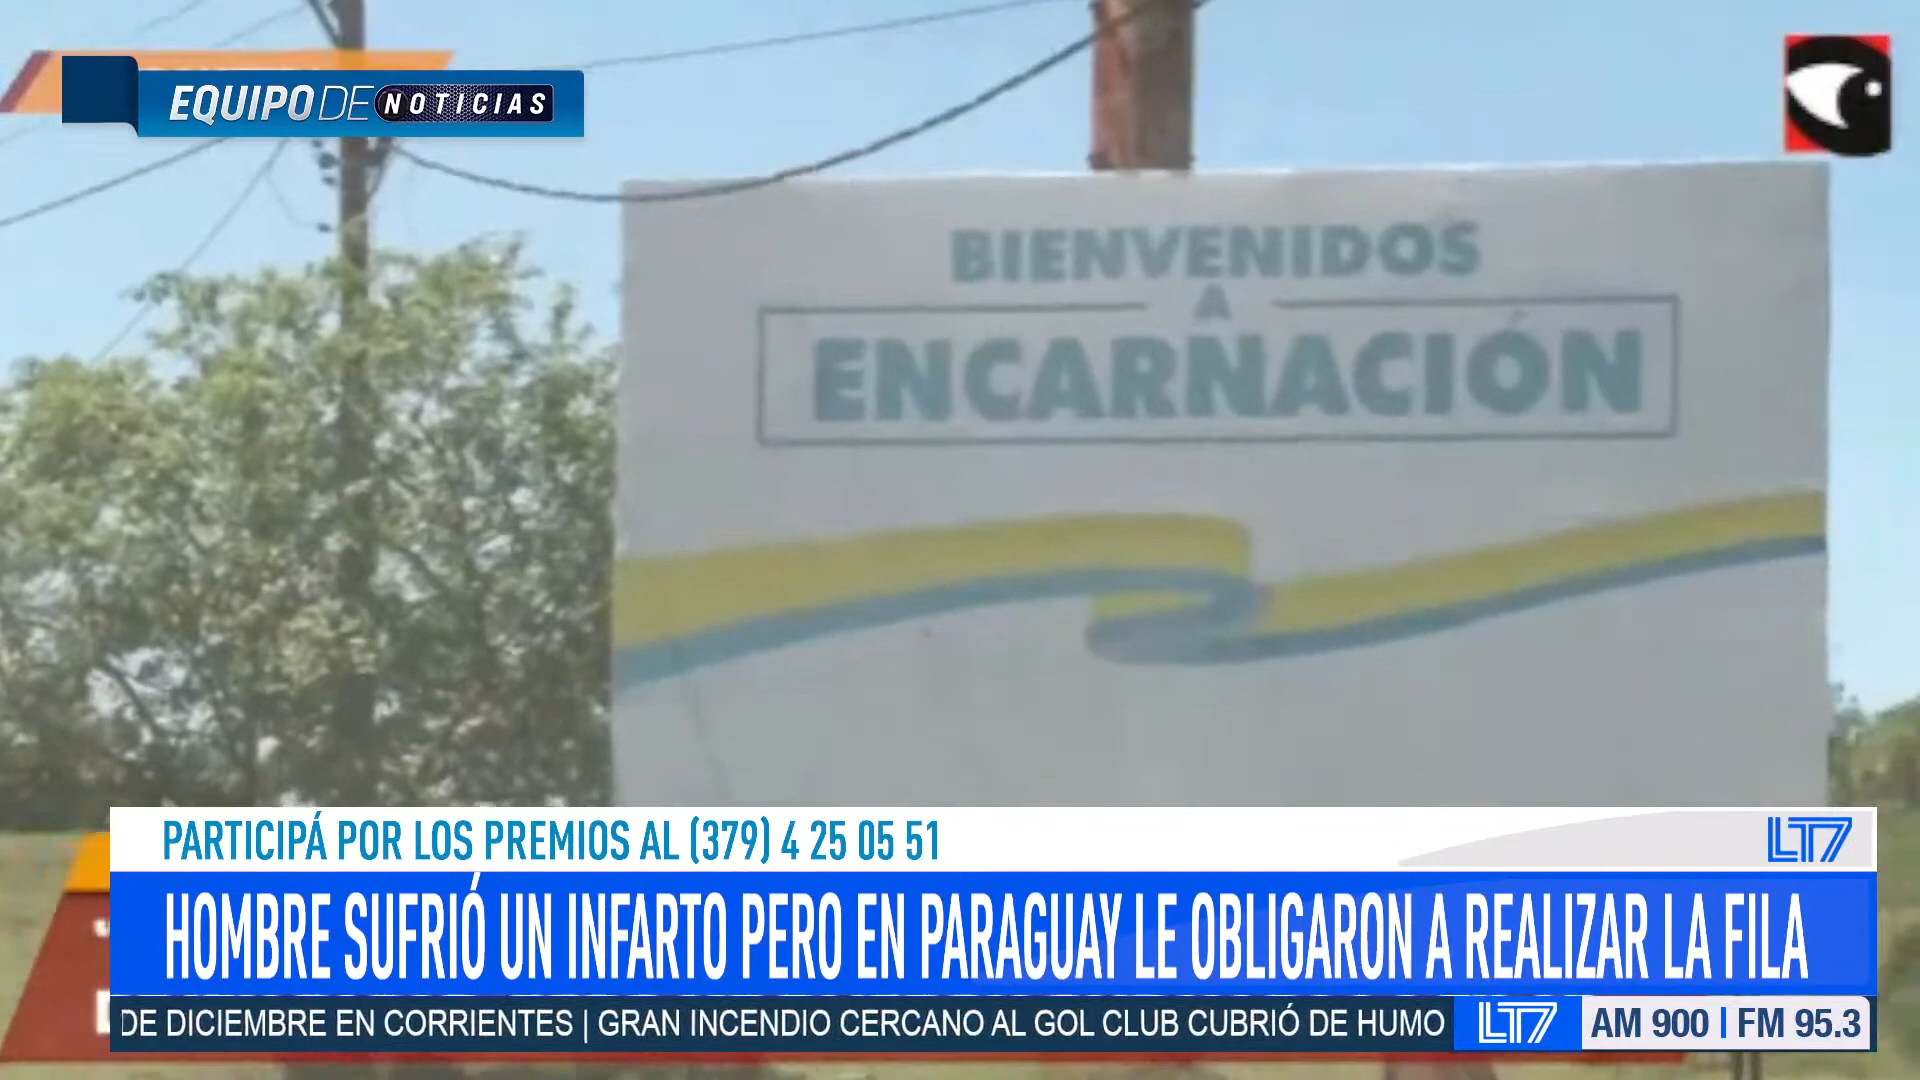 EQUIPO DE NOTICIAS
BIENVENIDOS
A
ENCARNACIÓN
PARTICIPÁ POR LOS PREMIOS AL (379) 4 25 05 51
LT7
HOMBRE SUFRIÓ UN INFARTO PERO EN PARAGUAY LE OBLIGARON A REALIZAR LA FILA
DE DICIEMBRE EN CORRIENTES | GRAN INCENDIO CERCANO AL GOL CLUB CUBRIÓ DE HUMO
LT7 AM 900 | FM 95.3